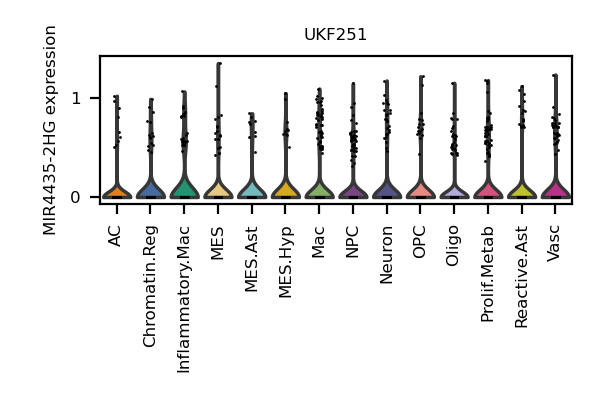 UKF251
MIR4435-2HG expression
1
0
AC
Chromatin.Reg
Inflammatory.Mac
MES
MES.Ast
MES.Hyp
Mac
NPC
Neuron
OPC
Oligo
Prolif.Metab
Reactive.Ast
Vasc